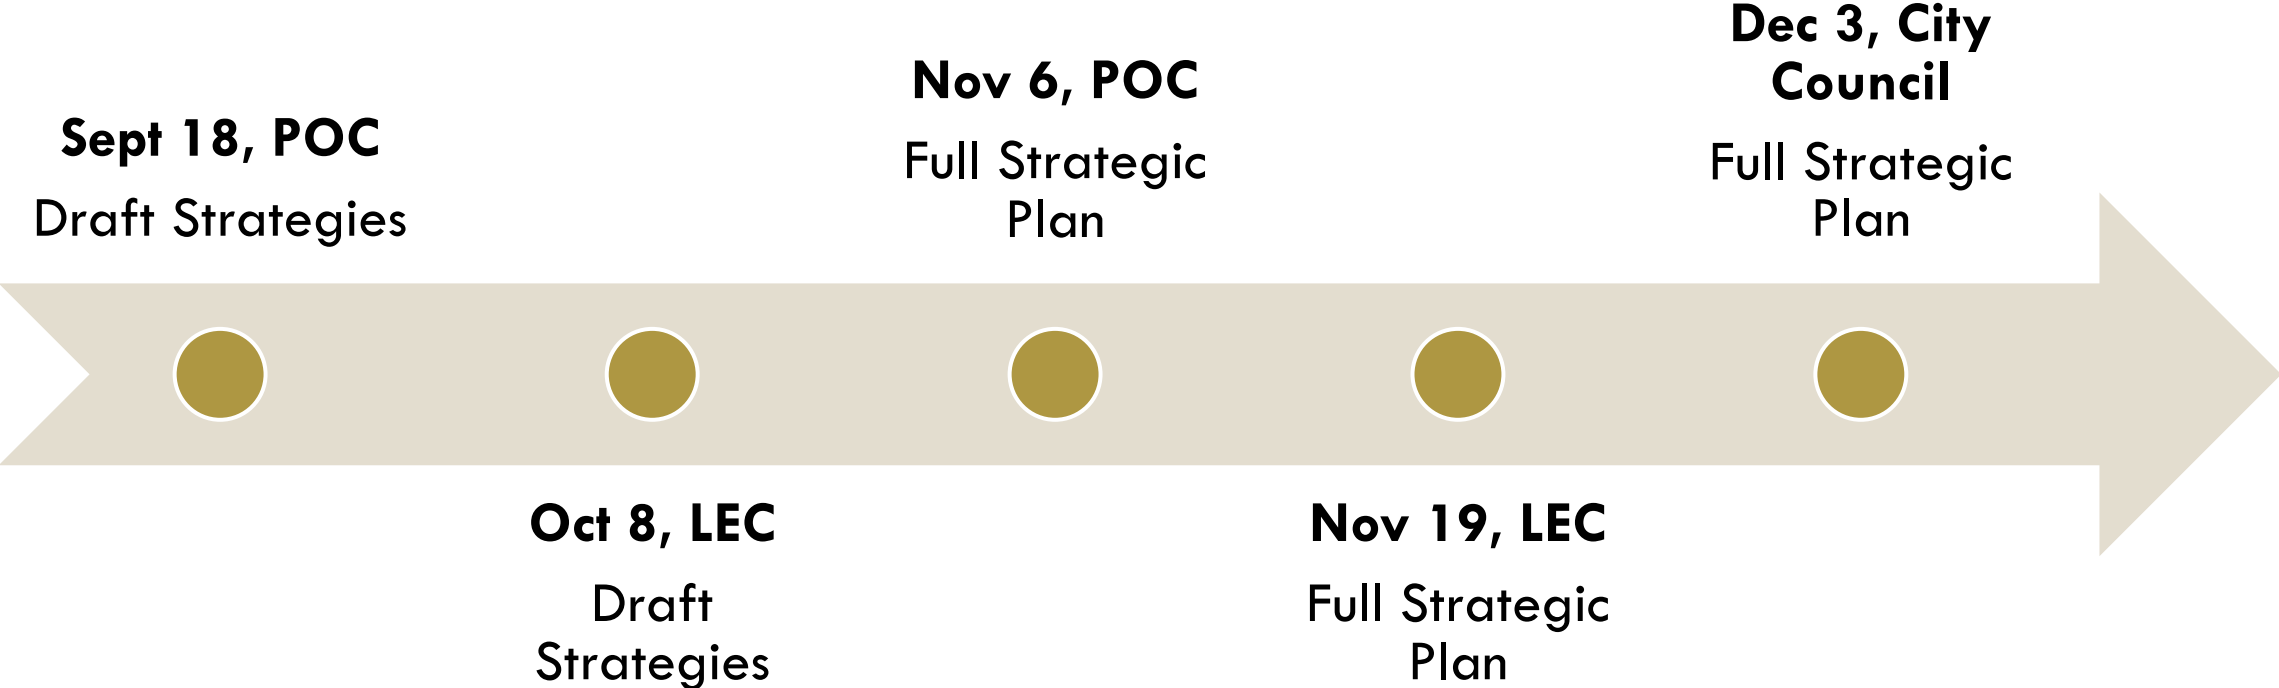 Sept 18, POC
Draft Strategies
Oct 8, LEC
Draft
Strategies
Nov 6, POC
Full Strategic
Plan
Nov 19, LEC
Full Strategic
Plan
Dec 3, City
Council
Full Strategic
Plan